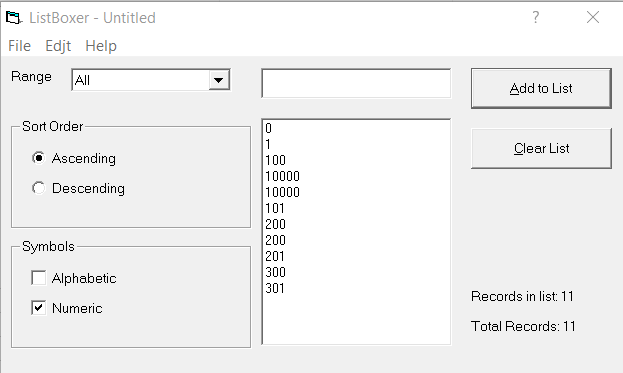 ListBoxer - Untitled
?
File Edjt Help
Range All
Add to List
Sort Order
Ascending
Descending
Symbols
Alphabetic
Numeric
0
1
100
10000
10000
101
200
200
201
300
301
Clear List
Records in list: 11
Total Records: 11